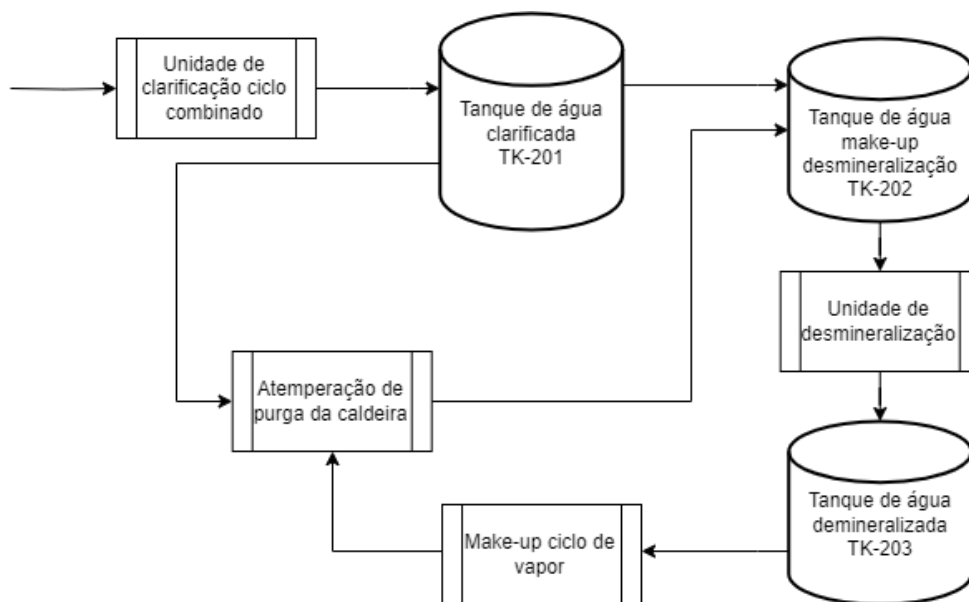 Unidade de
clarificação ciclo
combinado
Tanque de água
clarificada
TK-201
Tanque de água
make-up
desmineralização
TK-202
Unidade de
desmineralização
Atemperação de
purga da caldeira
Tanque de água
demineralizada
TK-203
Make-up ciclo de
vapor